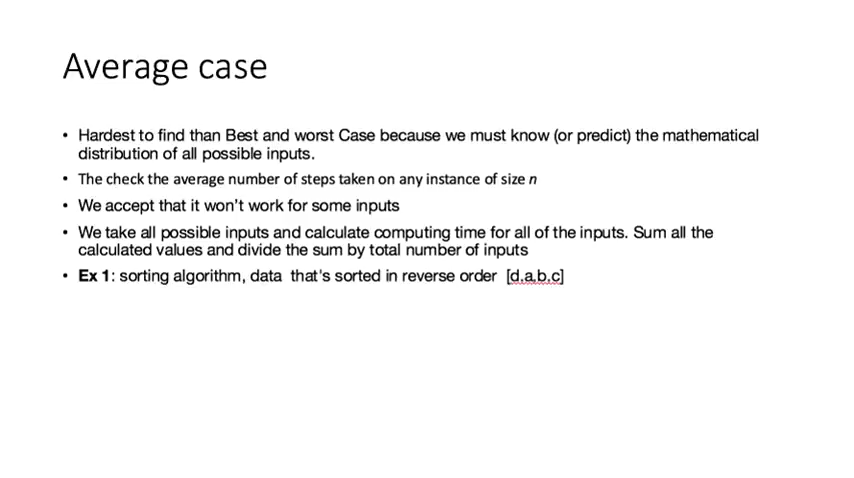 Average case
• Hardest to find than Best and worst Case because we must know (or predict) the mathematical
distribution of all possible inputs.
• The check the average number of steps taken on any instance of size n
• We accept that it won't work for some inputs
• We take all possible inputs and calculate computing time for all of the inputs. Sum all the
calculated values and divide the sum by total number of inputs
• Ex 1: sorting algorithm, data  that's sorted in reverse order  [d,a,b,c]